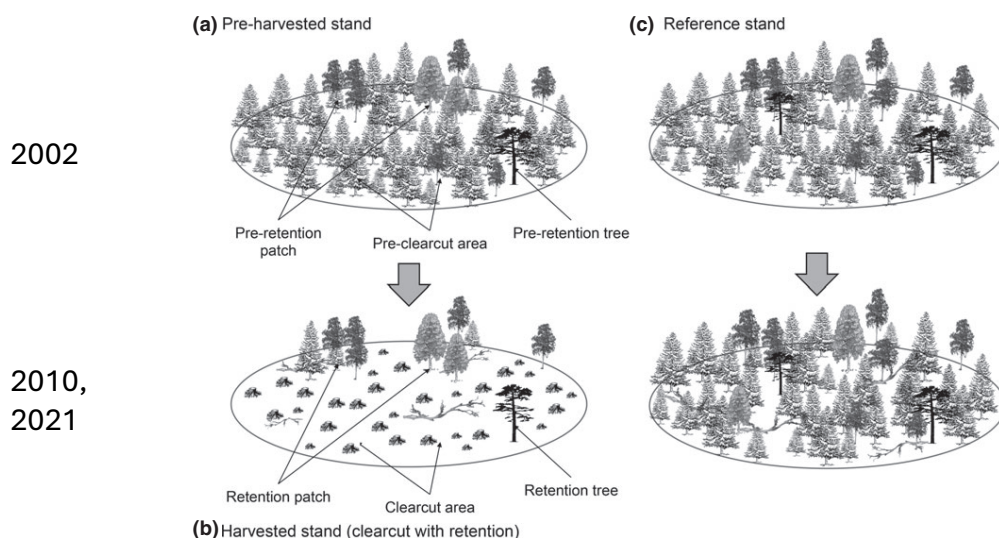 (a) Pre-harvested stand
(c) Reference stand
2002
Pre-retention
patch
Pre-clearcut area
Pre-retention tree
2010,
2021
Retention patch
Clearcut area
Retention tree
(b) Harvested stand (clearcut with retention)